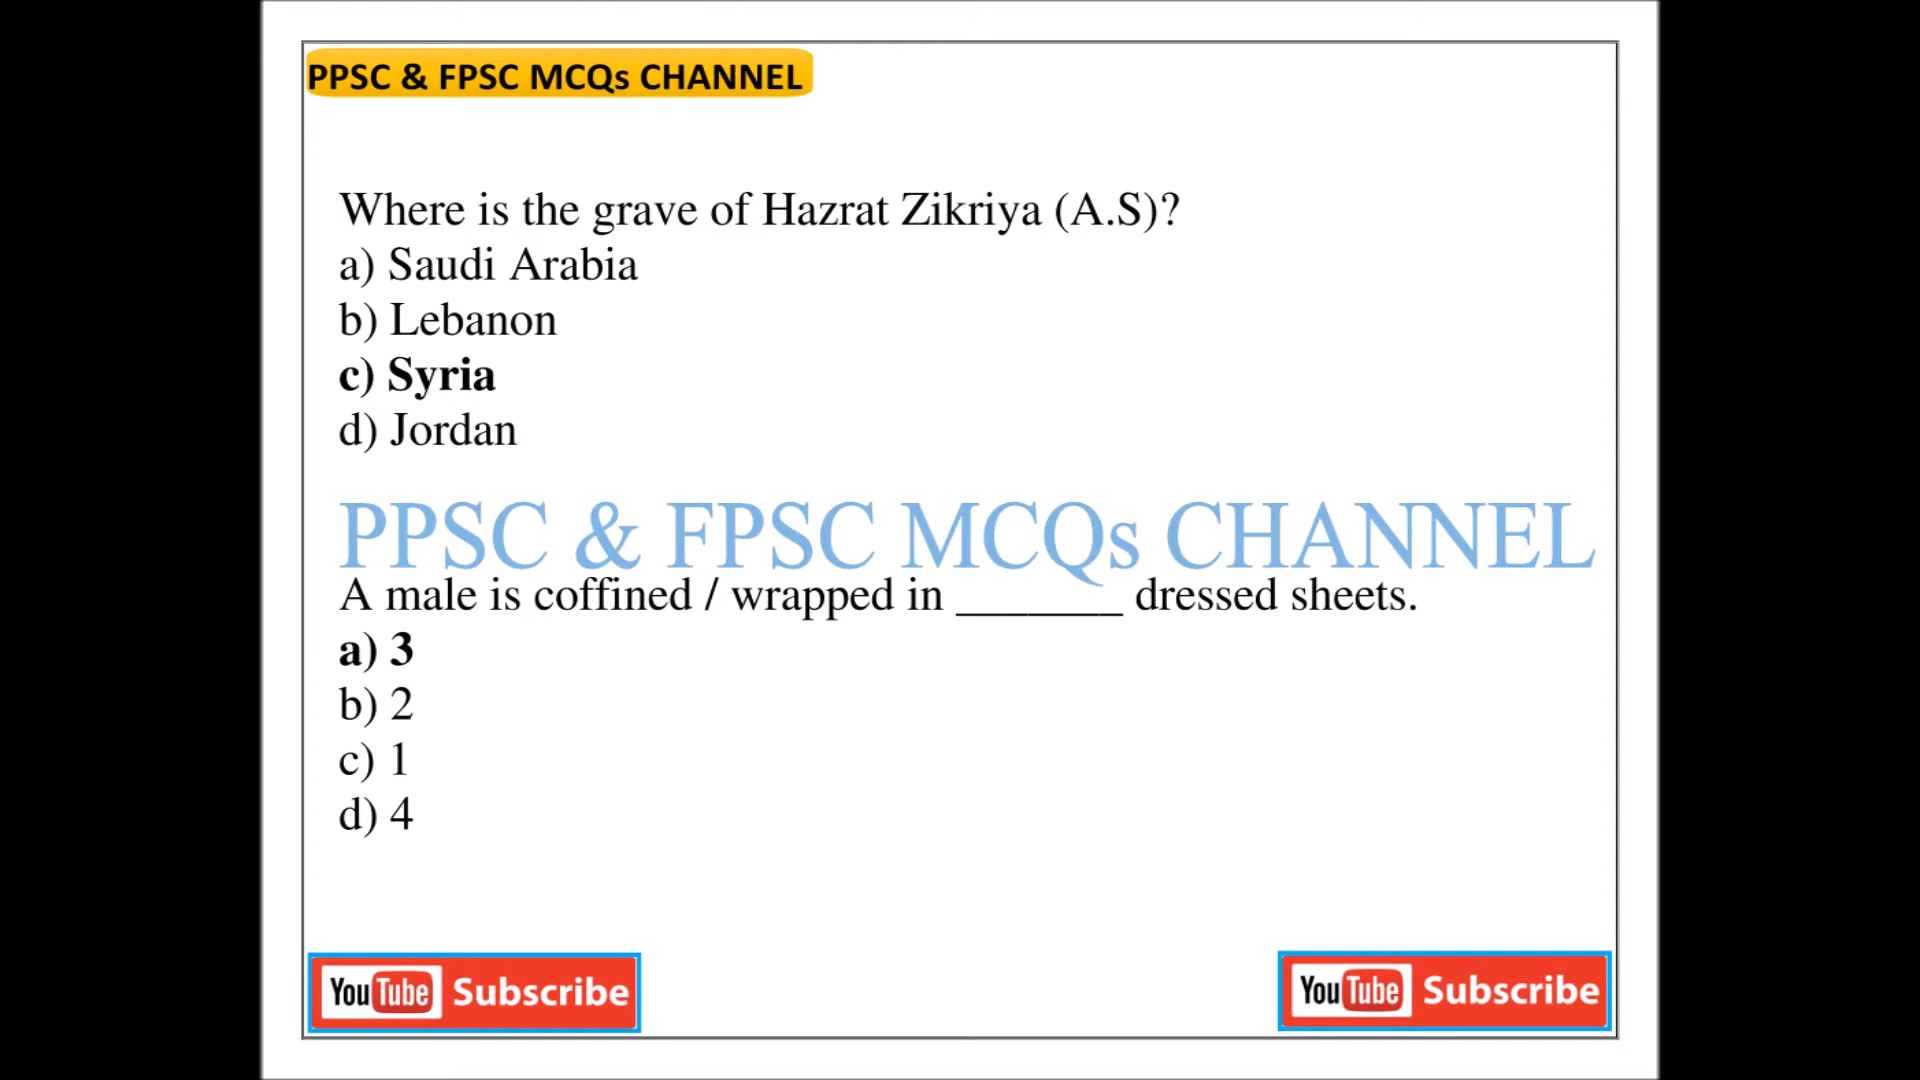 PPSC & FPSC MCQs CHANNEL
Where is the grave of Hazrat Zikriya (A.S)?
a) Saudi Arabia
b) Lebanon
c) Syria
d) Jordan
PPSC & FPSC MCQs CHANNEL
A male is coffined / wrapped in _______ dressed sheets.
a) 3
b) 2
c) 1
d) 4
YouTube Subscribe
YouTube Subscribe